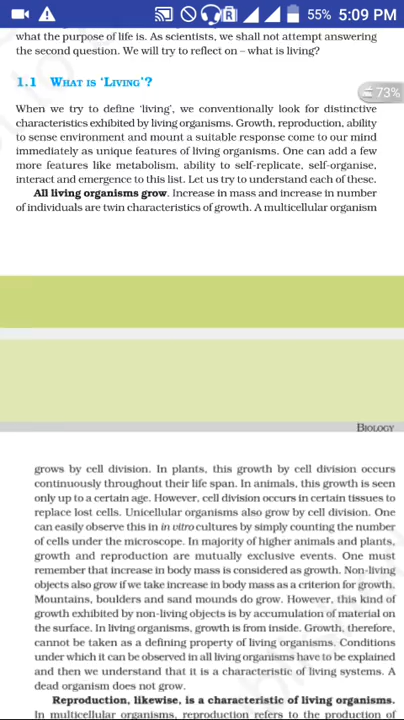 55% 5:09 PM
what the purpose of life is. As scientists, we shall not attempt answering
the second question. We will try to reflect on – what is living?
1.1 WHAT IS ‘LIVING’?
73%
When we try to define ‘living’, we conventionally look for distinctive
characteristics exhibited by living organisms. Growth, reproduction, ability
to sense environment and mount a suitable response come to our mind
immediately as unique features of living organisms. One can add a few
more features like metabolism, ability to self-replicate, self-organise,
interact and emergence to this list. Let us try to understand each of these.
All living organisms grow. Increase in mass and increase in number
of individuals are twin characteristics of growth. A multicellular organism
BIOLOGY
grows by cell division. In plants, this growth by cell division occurs
continuously throughout their life span. In animals, this growth is seen
only up to a certain age. However, cell division occurs in certain tissues to
replace lost cells. Unicellular organisms also grow by cell division. One
can easily observe this in in vitro cultures by simply counting the number
of cells under the microscope. In majority of higher animals and plants,
growth and reproduction are mutually exclusive events. One must
remember that increase in body mass is considered as growth. Non-living
objects also grow if we take increase in body mass as a criterion for growth.
Mountains, boulders and sand mounds do grow. However, this kind of
growth exhibited by non-living objects is by accumulation of material on
the surface. In living organisms, growth is from inside. Growth, therefore,
cannot be taken as a defining property of living organisms. Conditions
under which it can be observed in all living organisms have to be explained
and then we understand that it is a characteristic of living systems. A
dead organism does not grow.
Reproduction, likewise, is a characteristic of living organisms.
In multicellular organisms, reproduction refers to the production of